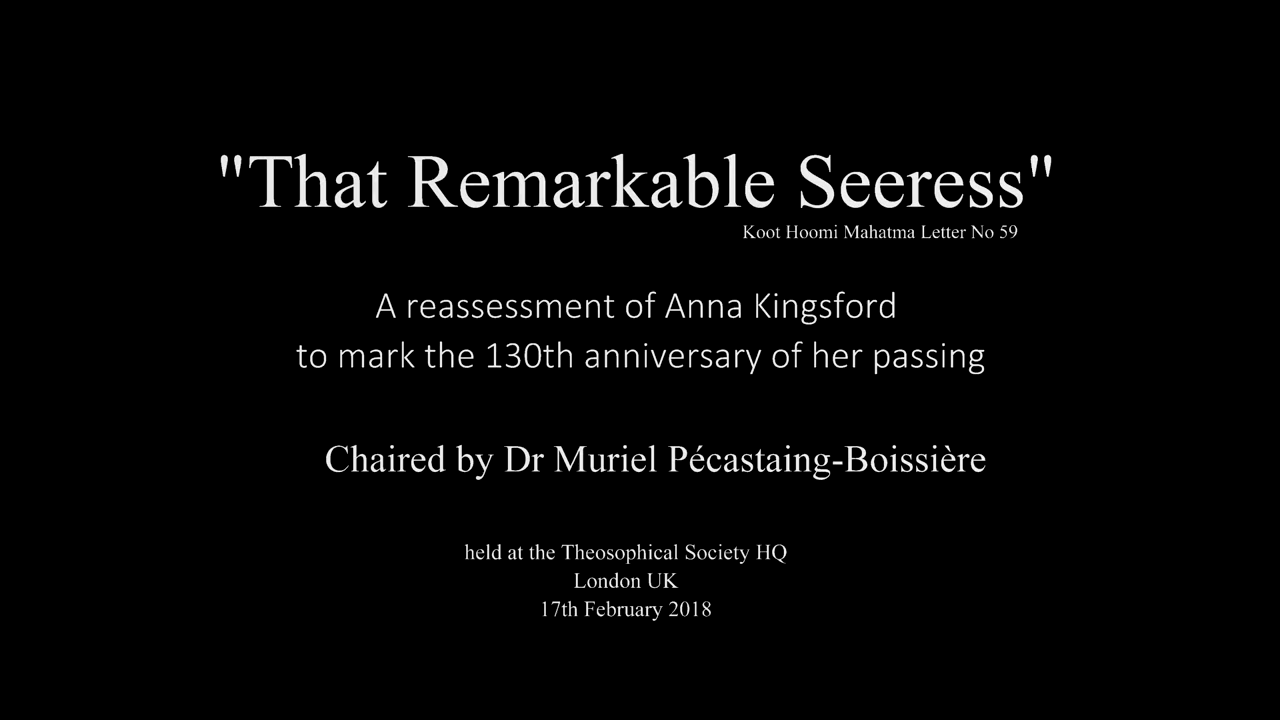 "That Remarkable Seeress"
Koot Hoomi Mahatma Letter No 59
A reassessment of Anna Kingsford
to mark the 130th anniversary of her passing
Chaired by Dr Muriel Pécastaing-Boissière
held at the Theosophical Society HQ
London UK
17th February 2018